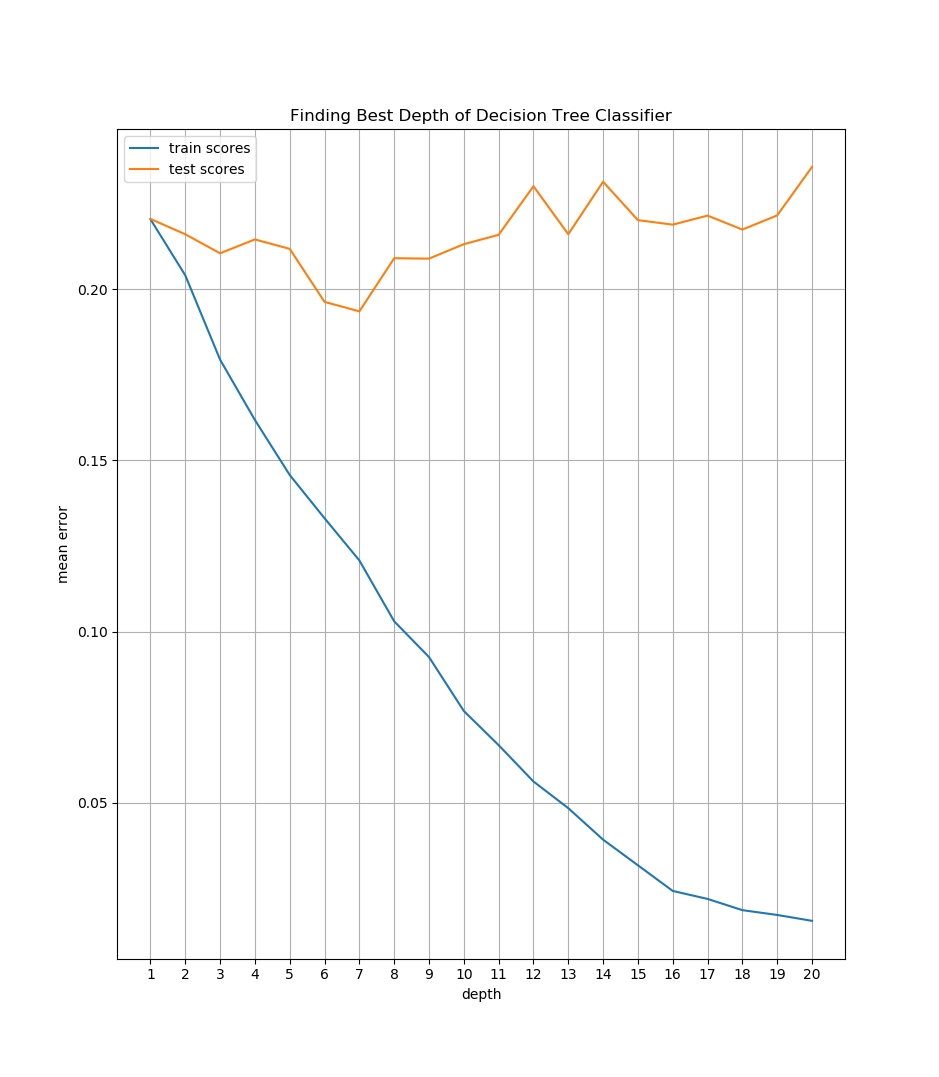 Finding Best Depth of Decision Tree Classifier
train scores
test scores
0.20
0.15
0.10
0.05
mean error
1 2 3 4 5 6 7 8 9 10 11 12 13 14 15 16 17 18 19 20
depth